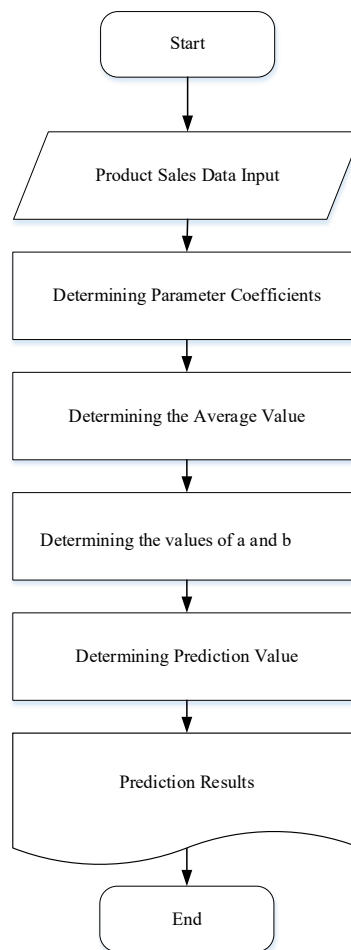 Start
Product Sales Data Input
Determining Parameter Coefficients
Determining the Average Value
Determining the values of a and b
Determining Prediction Value
Prediction Results
End